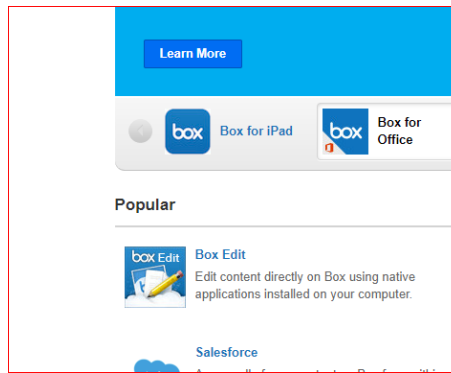 Learn More
box
Box for iPad
box
Box for
Office
Popular
box Edit
Box Edit
Edit content directly on Box using native
applications installed on your computer.
Salesforce